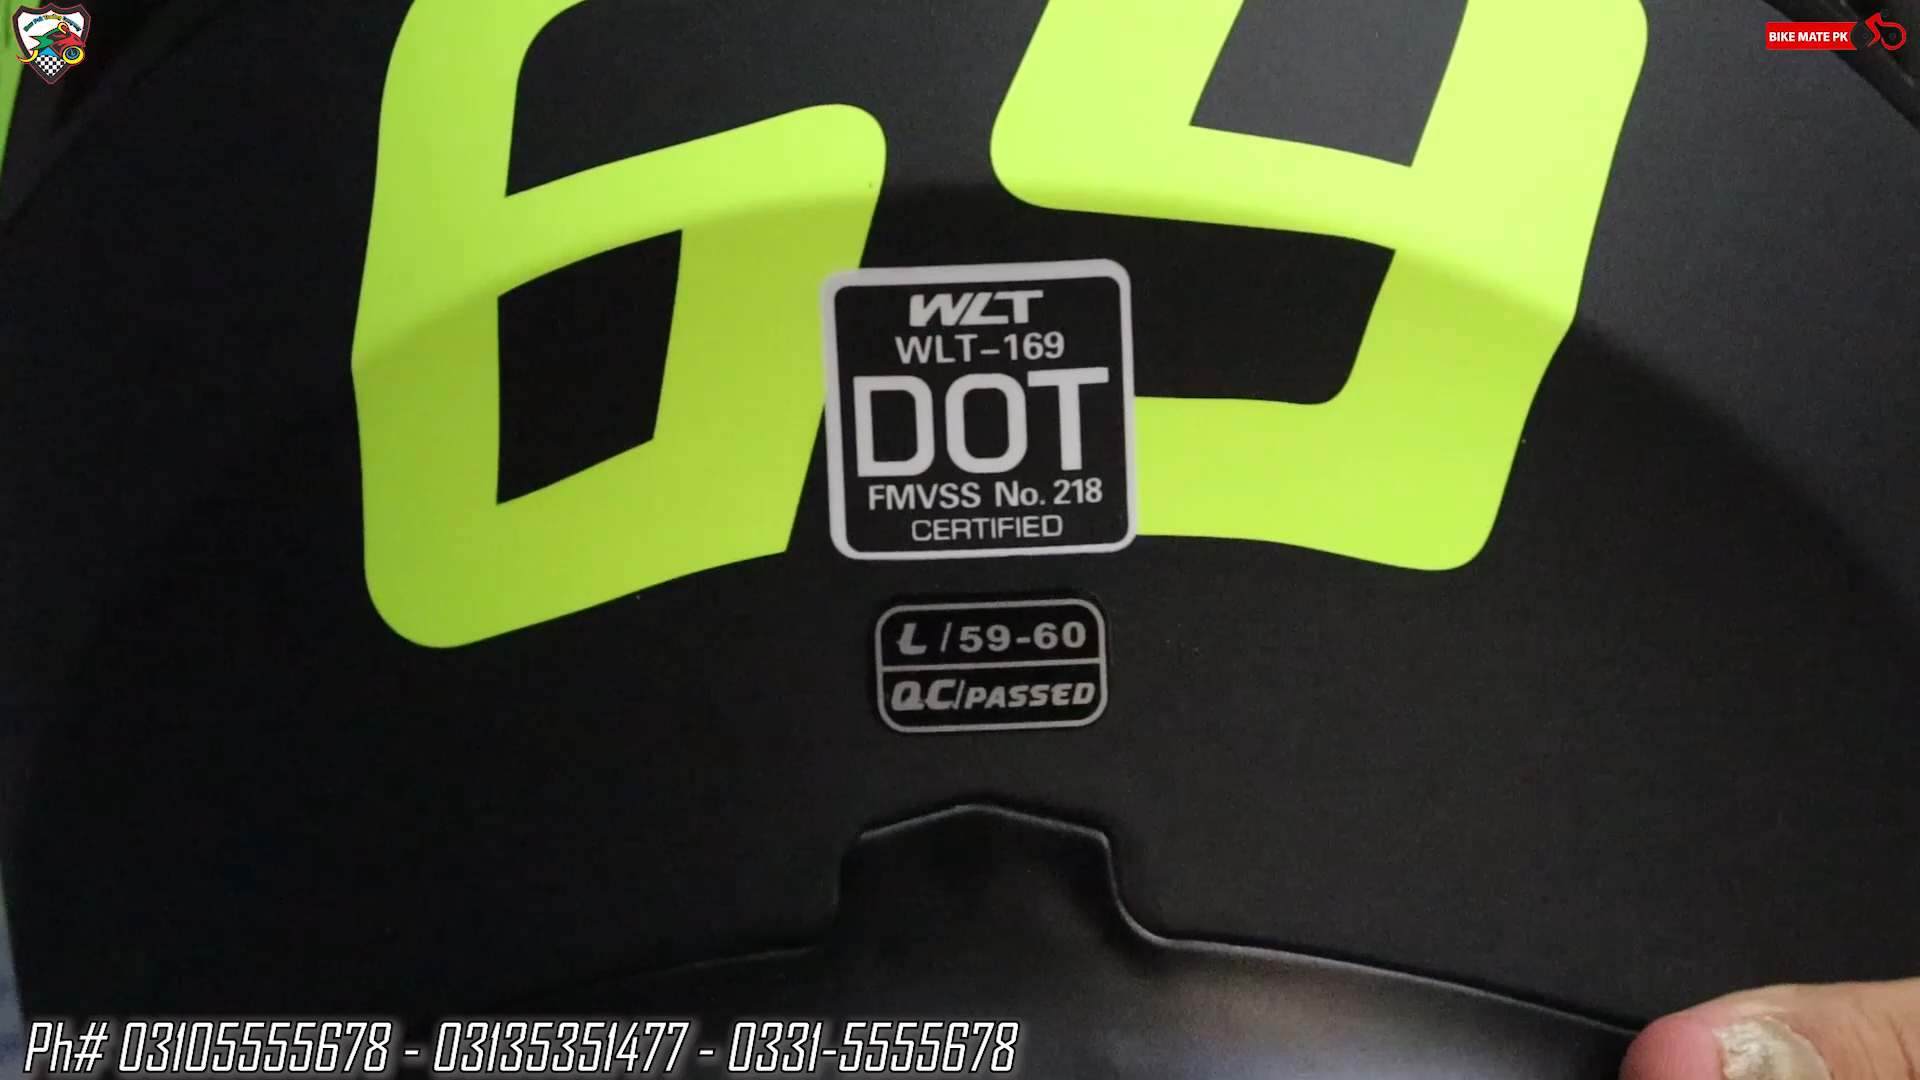 BIKE MATE PK
69
WLT
WLT-169
DOT
FMVSS No. 218
CERTIFIED
L/59-60
QC/PASSED
Ph# 03105555678 - 03135351477 - 0331-5555678